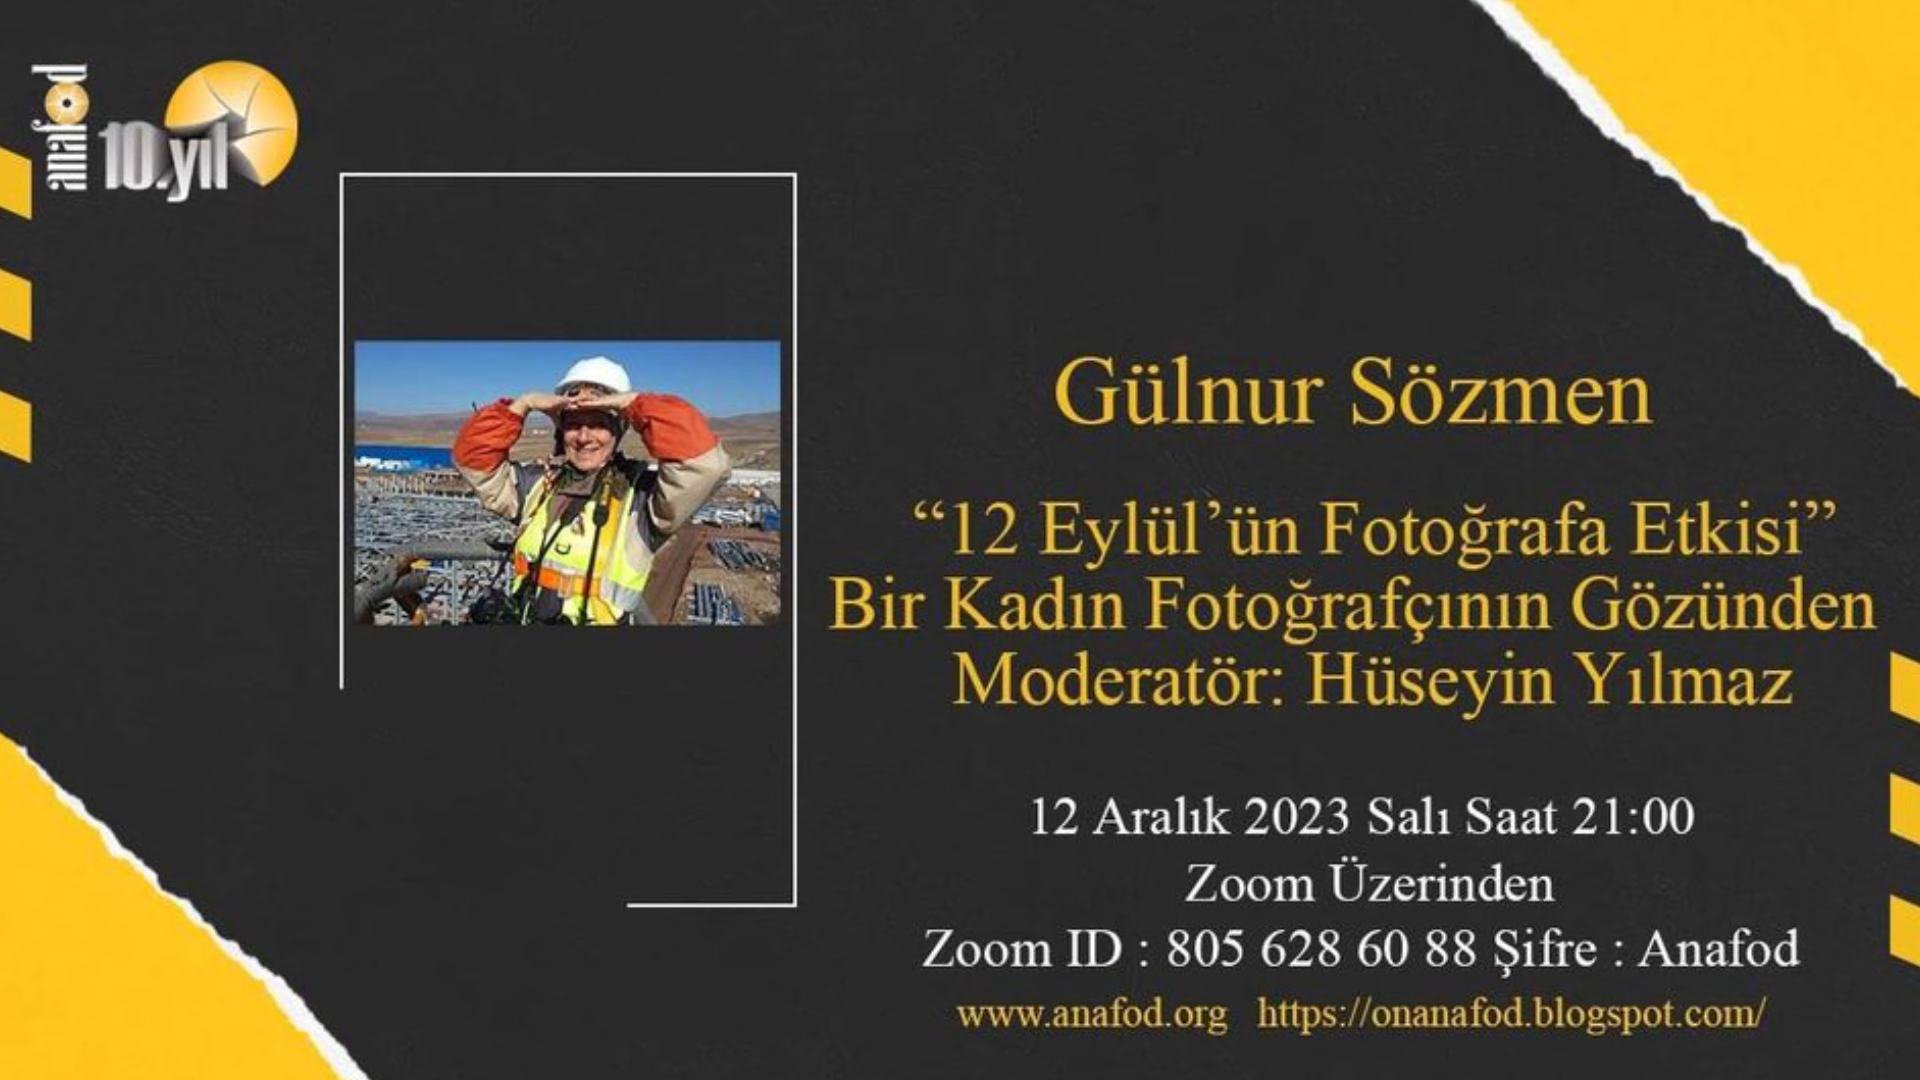 anafod
10.yıl
Gülnur Sözmen
“12 Eylül’ün Fotoğrafa Etkisi”
Bir Kadın Fotoğrafçının Gözünden
Moderatör: Hüseyin Yılmaz
12 Aralık 2023 Salı Saat 21:00
Zoom Üzerinden
Zoom ID : 805 628 60 88 Şifre : Anafod
www.anafod.org https://onanafod.blogspot.com/